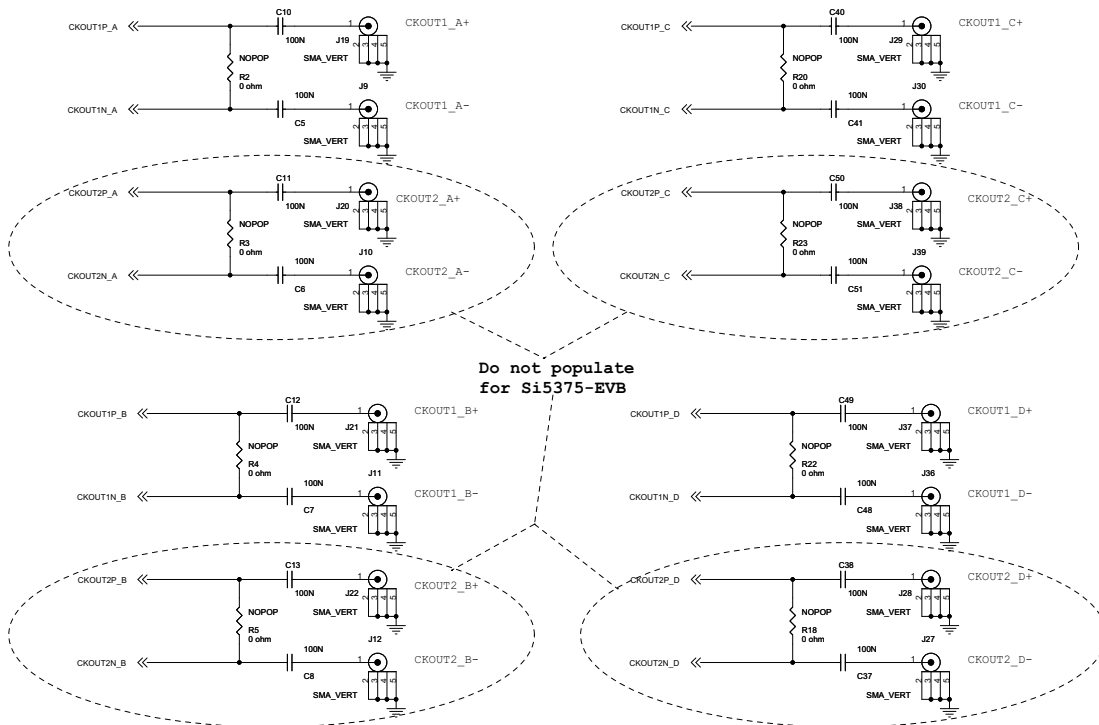 CKOUT1P_A
C10
100N
1
J19
CKOUT1_A+
NOPOP
R2
0 ohm
SMA_VERT
2 3 4 5
CKOUT1N_A
100N
C5
1
J9
CKOUT1_A-
SMA_VERT
2 3 4 5
CKOUT1P_C
C40
100N
1
J29
CKOUT1_C+
NOPOP
R20
0 ohm
SMA_VERT
2 3 4 5
CKOUT1N_C
100N
C41
1
J30
CKOUT1_C-
SMA_VERT
2 3 4 5
CKOUT2P_A
C11
100N
1
J20
CKOUT2_A+
NOPOP
R3
0 ohm
SMA_VERT
2 3 4 5
CKOUT2N_A
100N
C6
1
J10
CKOUT2_A-
SMA_VERT
2 3 4 5
CKOUT2P_C
C50
100N
1
J38
CKOUT2_C+
NOPOP
R23
0 ohm
SMA_VERT
2 3 4 5
CKOUT2N_C
100N
C51
1
J39
CKOUT2_C-
SMA_VERT
2 3 4 5
Do not populate
for Si5375-EVB
CKOUT1P_B
C12
100N
1
J21
CKOUT1_B+
NOPOP
R4
0 ohm
SMA_VERT
2 3 4 5
CKOUT1N_B
100N
C7
1
J11
CKOUT1_B-
SMA_VERT
2 3 4 5
CKOUT1P_D
C49
100N
1
J37
CKOUT1_D+
NOPOP
R22
0 ohm
SMA_VERT
2 3 4 5
CKOUT1N_D
100N
C48
1
J36
CKOUT1_D-
SMA_VERT
2 3 4 5
CKOUT2P_B
C13
100N
1
J22
CKOUT2_B+
NOPOP
R5
0 ohm
SMA_VERT
2 3 4 5
CKOUT2N_B
100N
C8
1
J12
CKOUT2_B-
SMA_VERT
2 3 4 5
CKOUT2P_D
C38
100N
1
J28
CKOUT2_D+
NOPOP
R18
0 ohm
SMA_VERT
2 3 4 5
CKOUT2N_D
100N
C37
1
J27
CKOUT2_D-
SMA_VERT
2 3 4 5